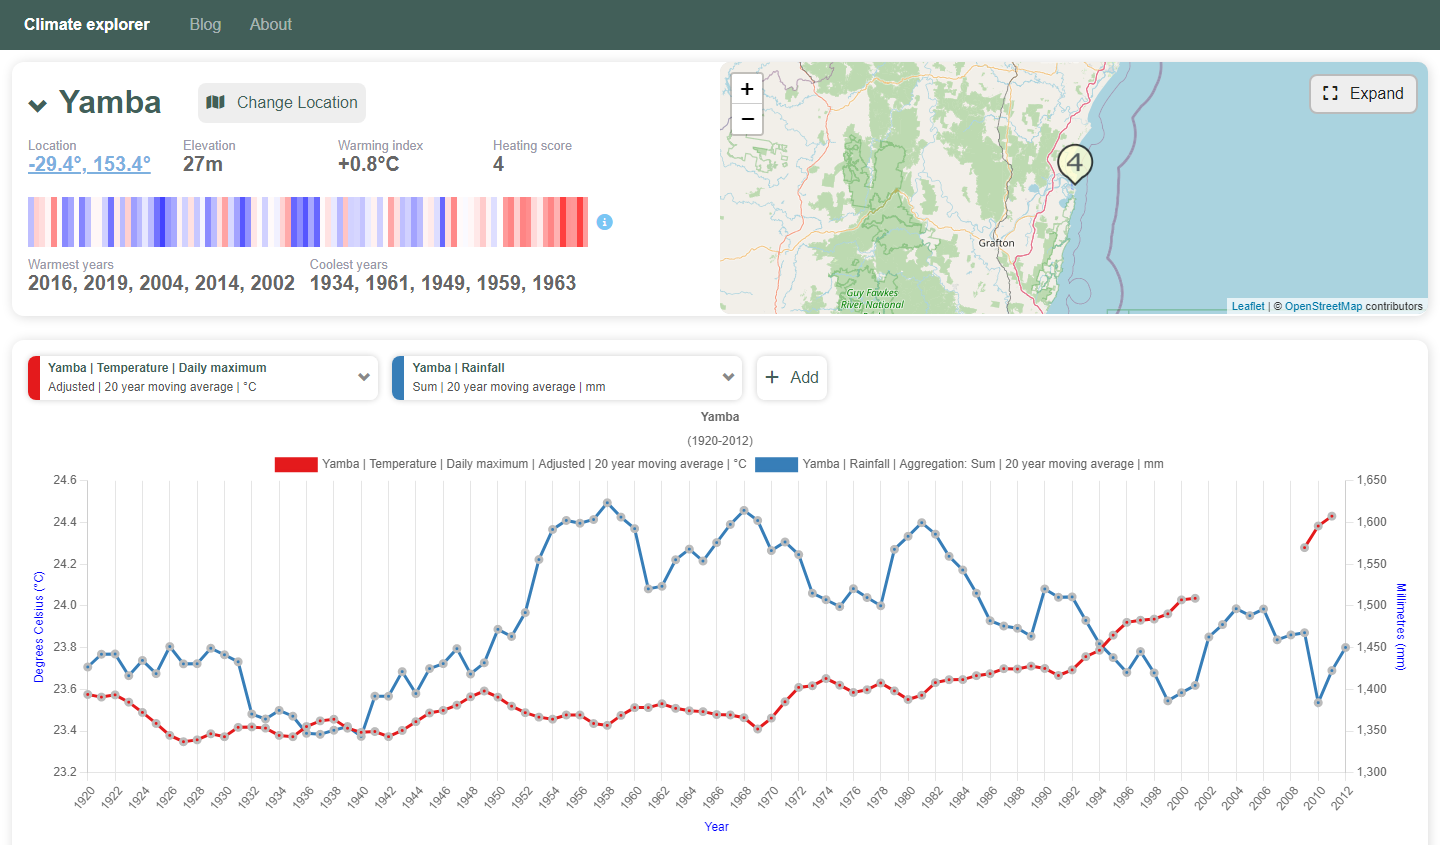 Climate explorer Blog About
Yamba
Change Location
Location Elevation Warming index Heating score
-29.4°, 153.4° 27m +0.8°C 4
Warmest years Coolest years
2016, 2019, 2004, 2014, 2002 1934, 1961, 1949, 1959, 1963
+
−
Expand
4
Grafton
Guy Fawkes
River National
Leaflet | © OpenStreetMap contributors
Yamba | Temperature | Daily maximum
Adjusted | 20 year moving average | °C
Yamba | Rainfall
Sum | 20 year moving average | mm
+ Add
Yamba
(1920-2012)
Yamba | Temperature | Daily maximum | Adjusted | 20 year moving average | °C
Yamba | Rainfall | Aggregation: Sum | 20 year moving average | mm
Degrees Celsius (°C)
24.6
24.4
24.2
24.0
23.8
23.6
23.4
23.2
1,650
1,600
1,550
1,500
1,450
1,400
1,350
1,300
Millimetres (mm)
1920 1922 1924 1926 1928 1930 1932 1934 1936 1938 1940 1942 1944 1946 1948 1950 1952 1954 1956 1958 1960 1962 1964 1966 1968 1970 1972 1974 1976 1978 1980 1982 1984 1986 1988 1990 1992 1994 1996 1998 2000 2002 2004 2006 2008 2010 2012
Year